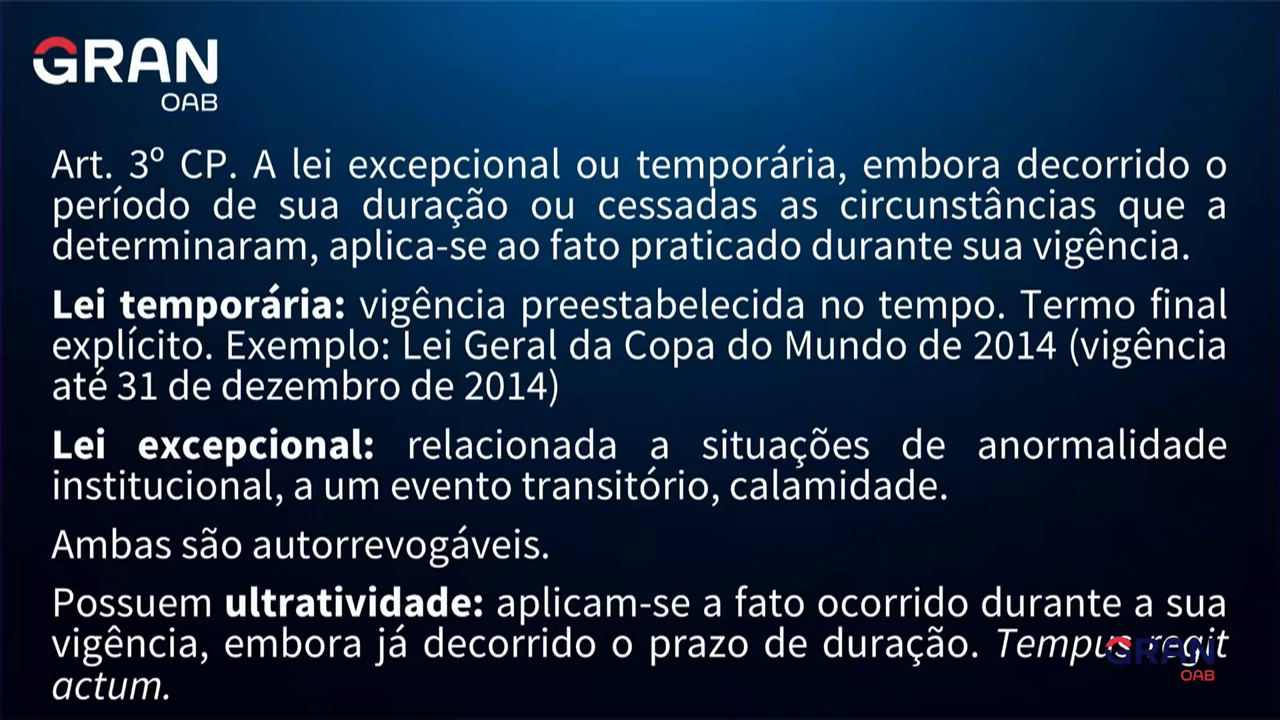 GRAN
OAB
Art. 3º CP. A lei excepcional ou temporária, embora decorrido o
período de sua duração ou cessadas as circunstâncias que a
determinaram, aplica-se ao fato praticado durante sua vigência.
Lei temporária: vigência preestabelecida no tempo. Termo final
explícito. Exemplo: Lei Geral da Copa do Mundo de 2014 (vigência
até 31 de dezembro de 2014)
Lei excepcional: relacionada a situações de anormalidade
institucional, a um evento transitório, calamidade.
Ambas são autorrevogáveis.
Possuem ultratividade: aplicam-se a fato ocorrido durante a sua
vigência, embora já decorrido o prazo de duração. Tempus regit
actum.
GRAN
OAB